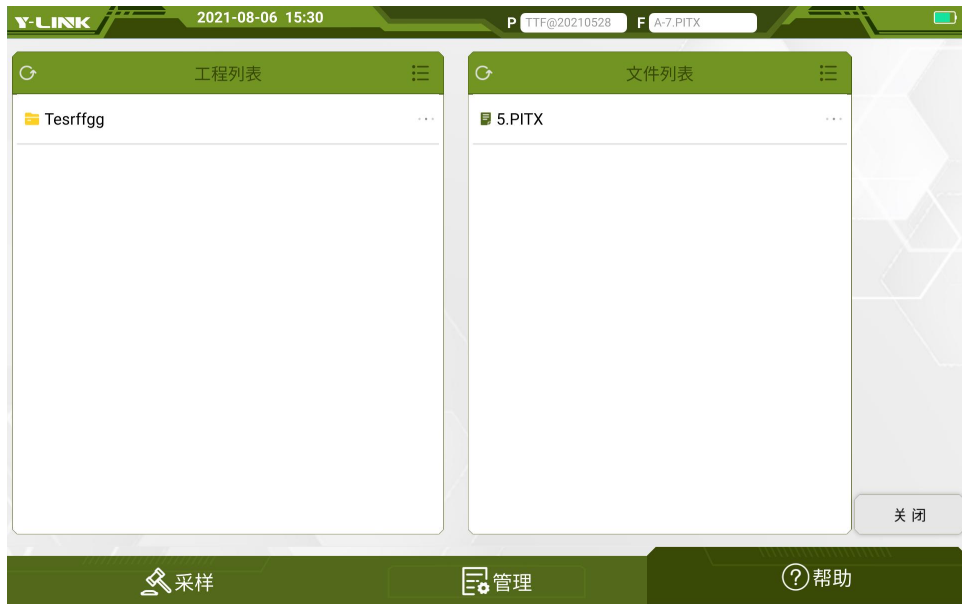 Y-LINK 2021-08-06 15:30 P TTF@20210528 F A-7.PITX
工程列表 文件列表
Tesrffgg 5.PITX
关闭
采样 管理 帮助